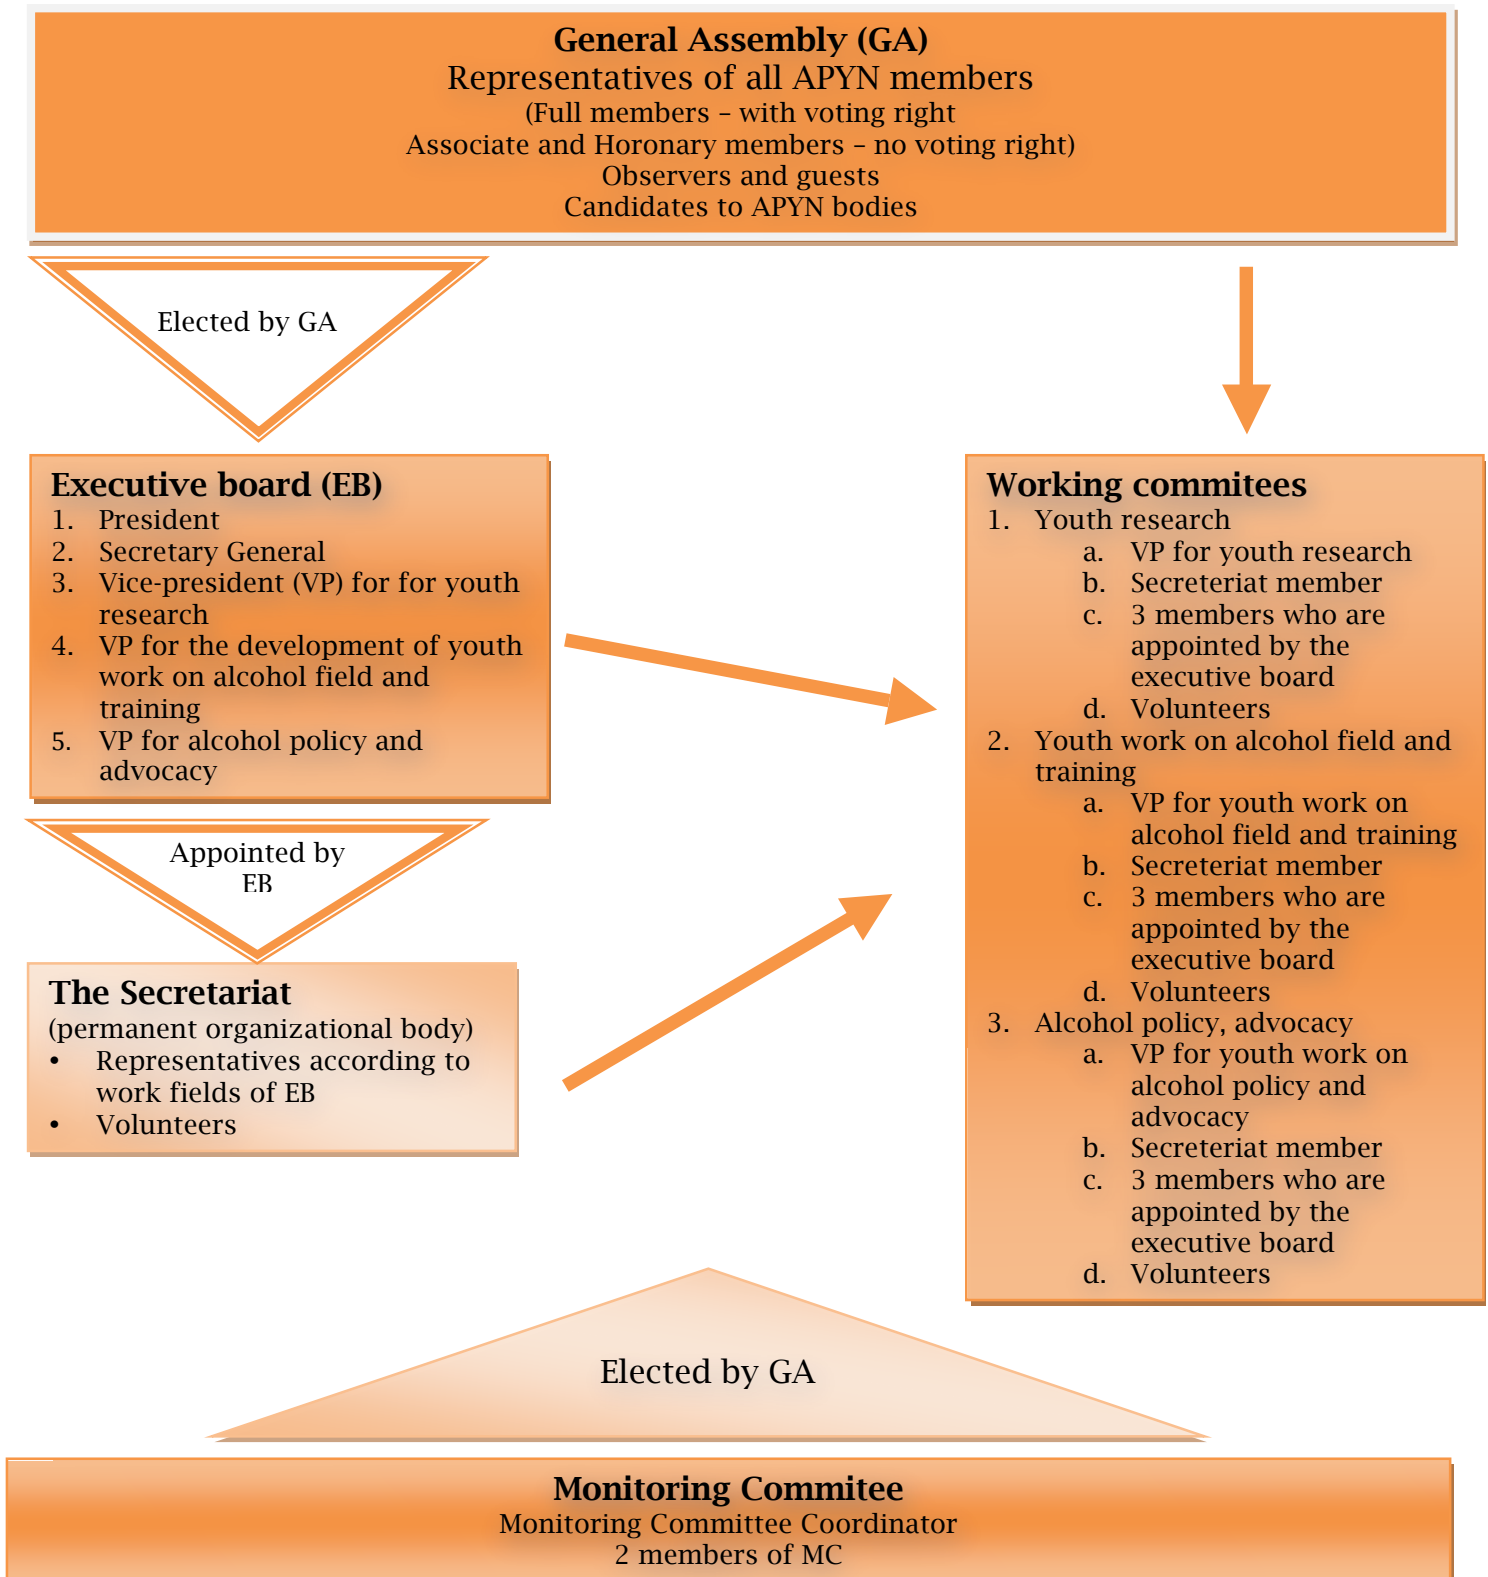 General Assembly (GA)
Representatives of all APYN members
(Full members – with voting right
Associate and Horonary members – no voting right)
Observers and guests
Candidates to APYN bodies
Elected by GA
Executive board (EB)
1. President
2. Secretary General
3. Vice-president (VP) for for youth
research
4. VP for the development of youth
work on alcohol field and
training
5. VP for alcohol policy and
advocacy
Appointed by
EB
The Secretariat
(permanent organizational body)
• Representatives according to
work fields of EB
• Volunteers
Working commitees
1. Youth research
a. VP for youth research
b. Secreteriat member
c. 3 members who are
appointed by the
executive board
d. Volunteers
2. Youth work on alcohol field and
training
a. VP for youth work on
alcohol field and training
b. Secreteriat member
c. 3 members who are
appointed by the
executive board
d. Volunteers
3. Alcohol policy, advocacy
a. VP for youth work on
alcohol policy and
advocacy
b. Secreteriat member
c. 3 members who are
appointed by the
executive board
d. Volunteers
Elected by GA
Monitoring Commitee
Monitoring Committee Coordinator
2 members of MC